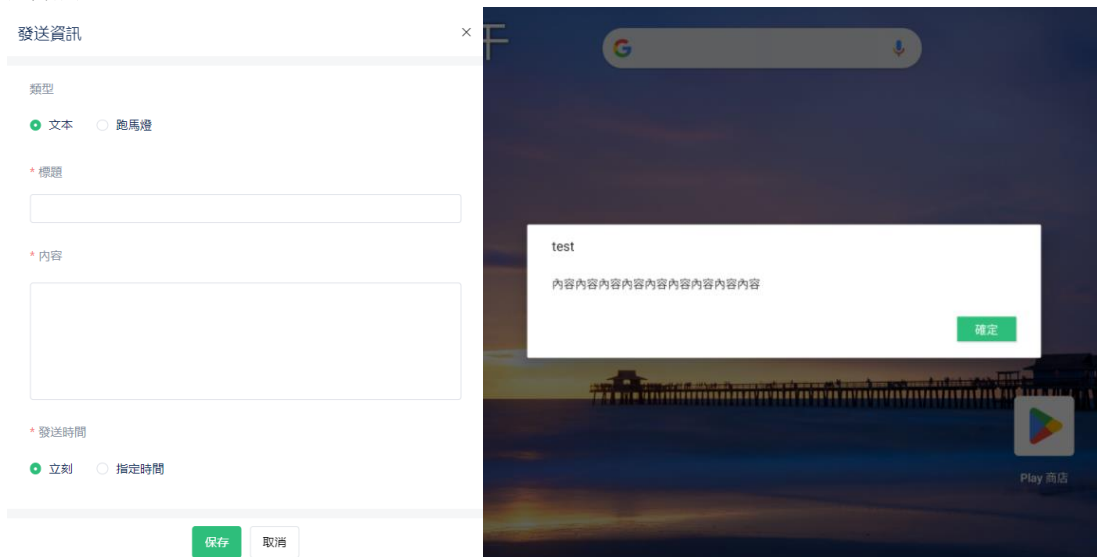 發送資訊
類型
文本 跑馬燈
* 標題
* 內容
* 發送時間
立刻 指定時間
保存 取消
test
內容內容內容內容內容內容內容內容內容
確定
Play 商店